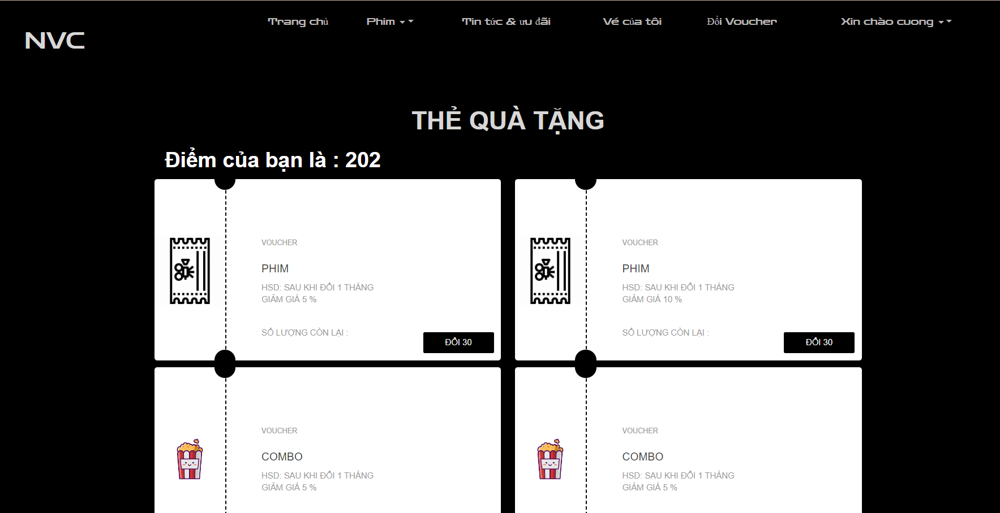 Trang chủ Phim Tin tức & ưu đãi Vé của tôi Đổi Voucher Xin chào cuong
NVC
THẺ QUÀ TẶNG
Điểm của bạn là : 202
VOUCHER
PHIM
HSD: SAU KHI ĐỔI 1 THÁNG
GIẢM GIÁ 5 %
SỐ LƯỢNG CÒN LẠI :
ĐỔI 30
VOUCHER
PHIM
HSD: SAU KHI ĐỔI 1 THÁNG
GIẢM GIÁ 10 %
SỐ LƯỢNG CÒN LẠI :
ĐỔI 30
VOUCHER
COMBO
HSD: SAU KHI ĐỔI 1 THÁNG
GIẢM GIÁ 5 %
VOUCHER
COMBO
HSD: SAU KHI ĐỔI 1 THÁNG
GIẢM GIÁ 5 %